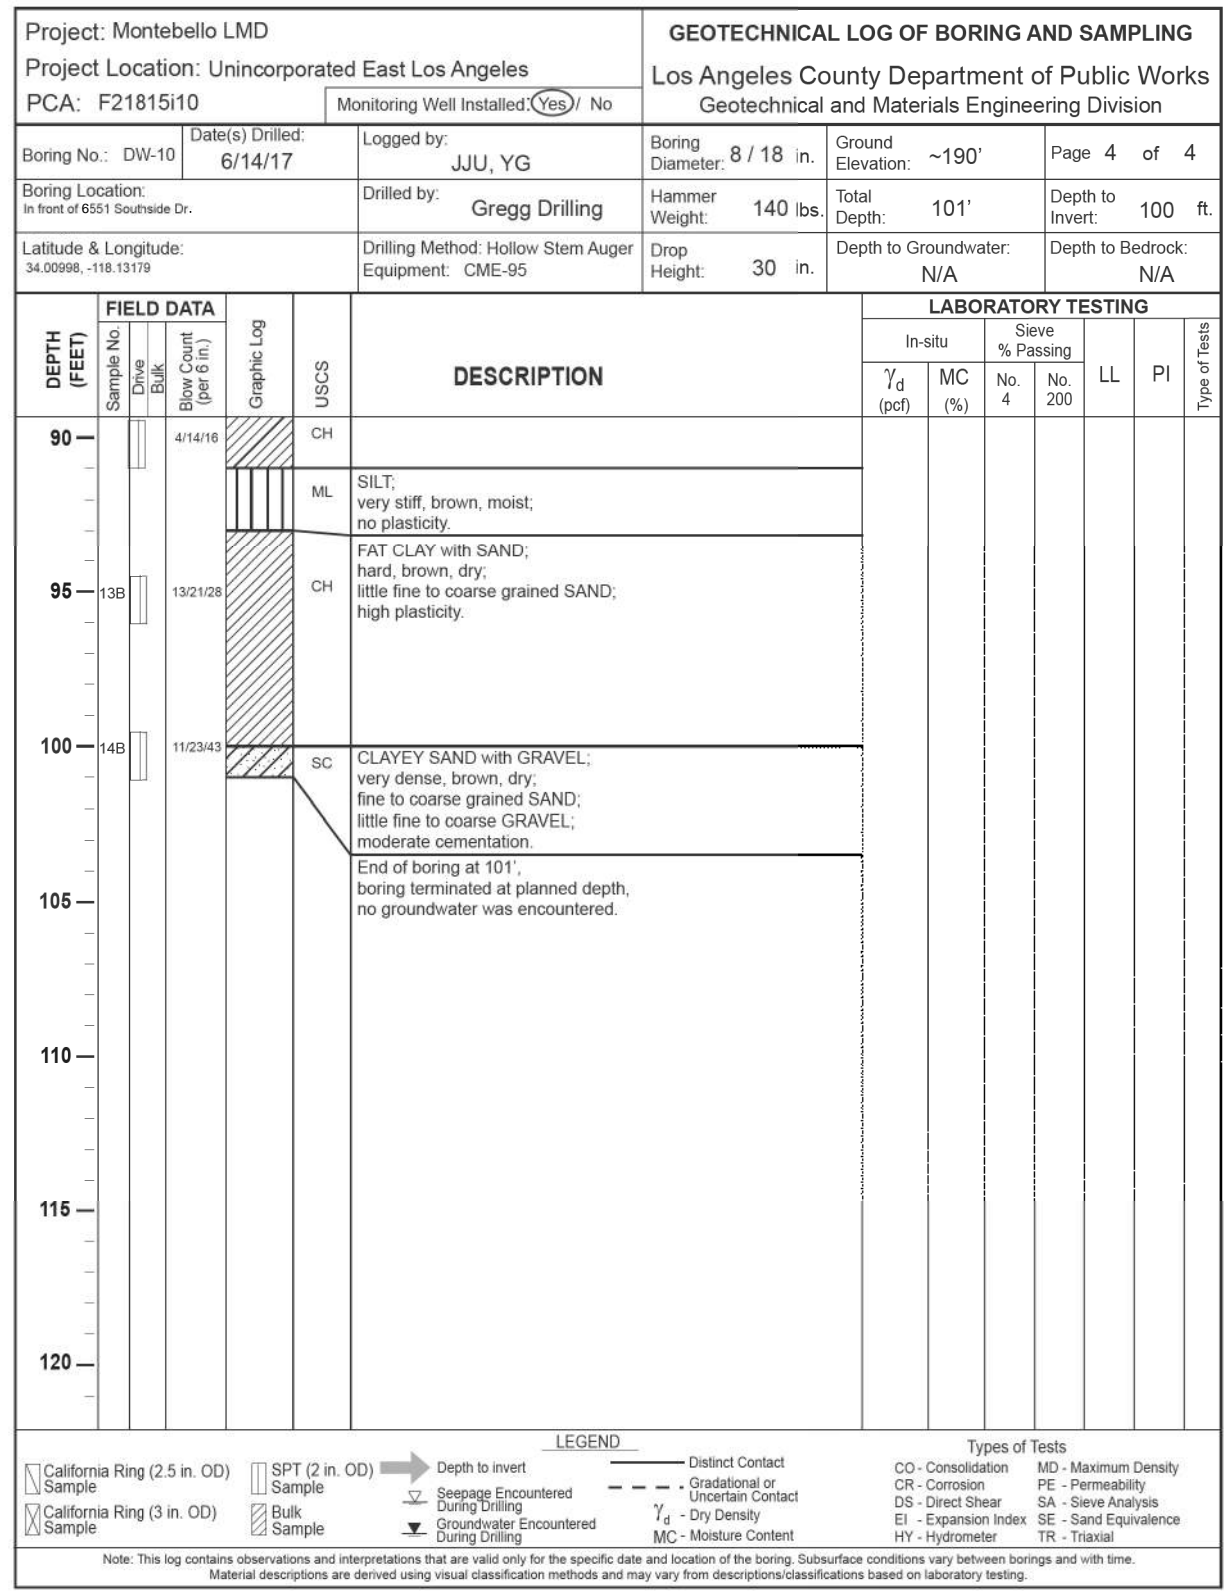 Project: Montebello LMD
Project Location: Unincorporated East Los Angeles
PCA: F21815i10
Monitoring Well Installed: Yes / No
GEOTECHNICAL LOG OF BORING AND SAMPLING
Los Angeles County Department of Public Works
Geotechnical and Materials Engineering Division
Boring No.: DW-10
Date(s) Drilled:
6/14/17
Logged by:
JJU, YG
Boring
Diameter: 8 / 18 in.
Ground
Elevation: ~190'
Page 4 of 4
Boring Location:
In front of 6551 Southside Dr.
Drilled by:
Gregg Drilling
Hammer
Weight: 140 lbs.
Total
Depth: 101'
Depth to
Invert: 100 ft.
Latitude & Longitude:
34.00998, -118.13179
Drilling Method: Hollow Stem Auger
Equipment: CME-95
Drop
Height: 30 in.
Depth to Groundwater:
N/A
Depth to Bedrock:
N/A
DEPTH
(FEET)
FIELD DATA
Sample No.
Drive
Bulk
Blow Count
(per 6 in.)
Graphic Log
USCS
DESCRIPTION
LABORATORY TESTING
In-situ
γd
(pcf)
MC
(%)
Sieve
% Passing
No.
4
No.
200
LL
PI
Type of Tests
90 4/14/16 CH
ML
SILT;
very stiff, brown, moist;
no plasticity.
FAT CLAY with SAND;
hard, brown, dry;
95 13B 13/21/28 CH little fine to coarse grained SAND;
high plasticity.
100 14B 11/23/43
SC
CLAYEY SAND with GRAVEL;
very dense, brown, dry;
fine to coarse grained SAND;
little fine to coarse GRAVEL;
moderate cementation.
End of boring at 101',
boring terminated at planned depth,
no groundwater was encountered.
105
110
115
120
LEGEND
California Ring (2.5 in. OD)
Sample
California Ring (3 in. OD)
Sample
SPT (2 in. OD)
Sample
Bulk
Sample
Depth to invert
Seepage Encountered
During Drilling
Groundwater Encountered
During Drilling
Distinct Contact
Gradational or
Uncertain Contact
γd - Dry Density
MC - Moisture Content
Types of Tests
CO - Consolidation
CR - Corrosion
DS - Direct Shear
EI - Expansion Index
HY - Hydrometer
MD - Maximum Density
PE - Permeability
SA - Sieve Analysis
SE - Sand Equivalence
TR - Triaxial
Note: This log contains observations and interpretations that are valid only for the specific date and location of the boring. Subsurface conditions vary between borings and with time.
Material descriptions are derived using visual classification methods and may vary from descriptions/classifications based on laboratory testing.